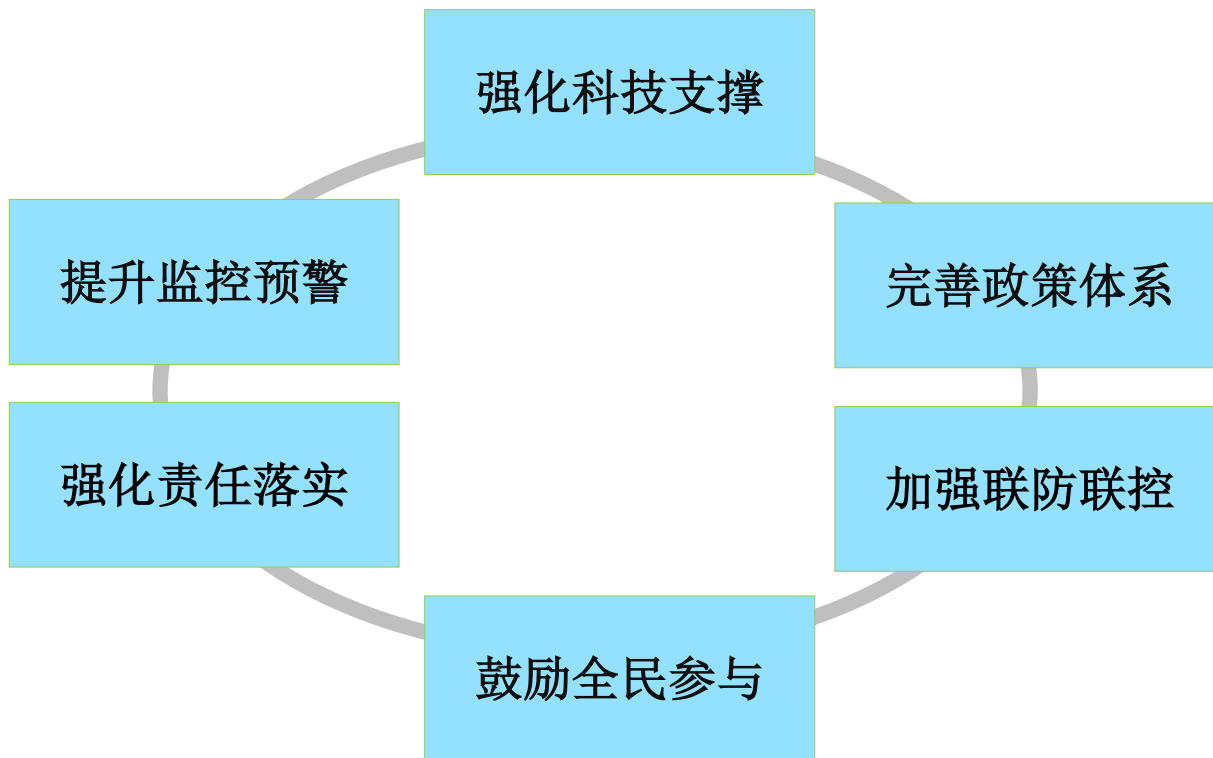 强化科技支撑
提升监控预警
完善政策体系
强化责任落实
加强联防联控
鼓励全民参与